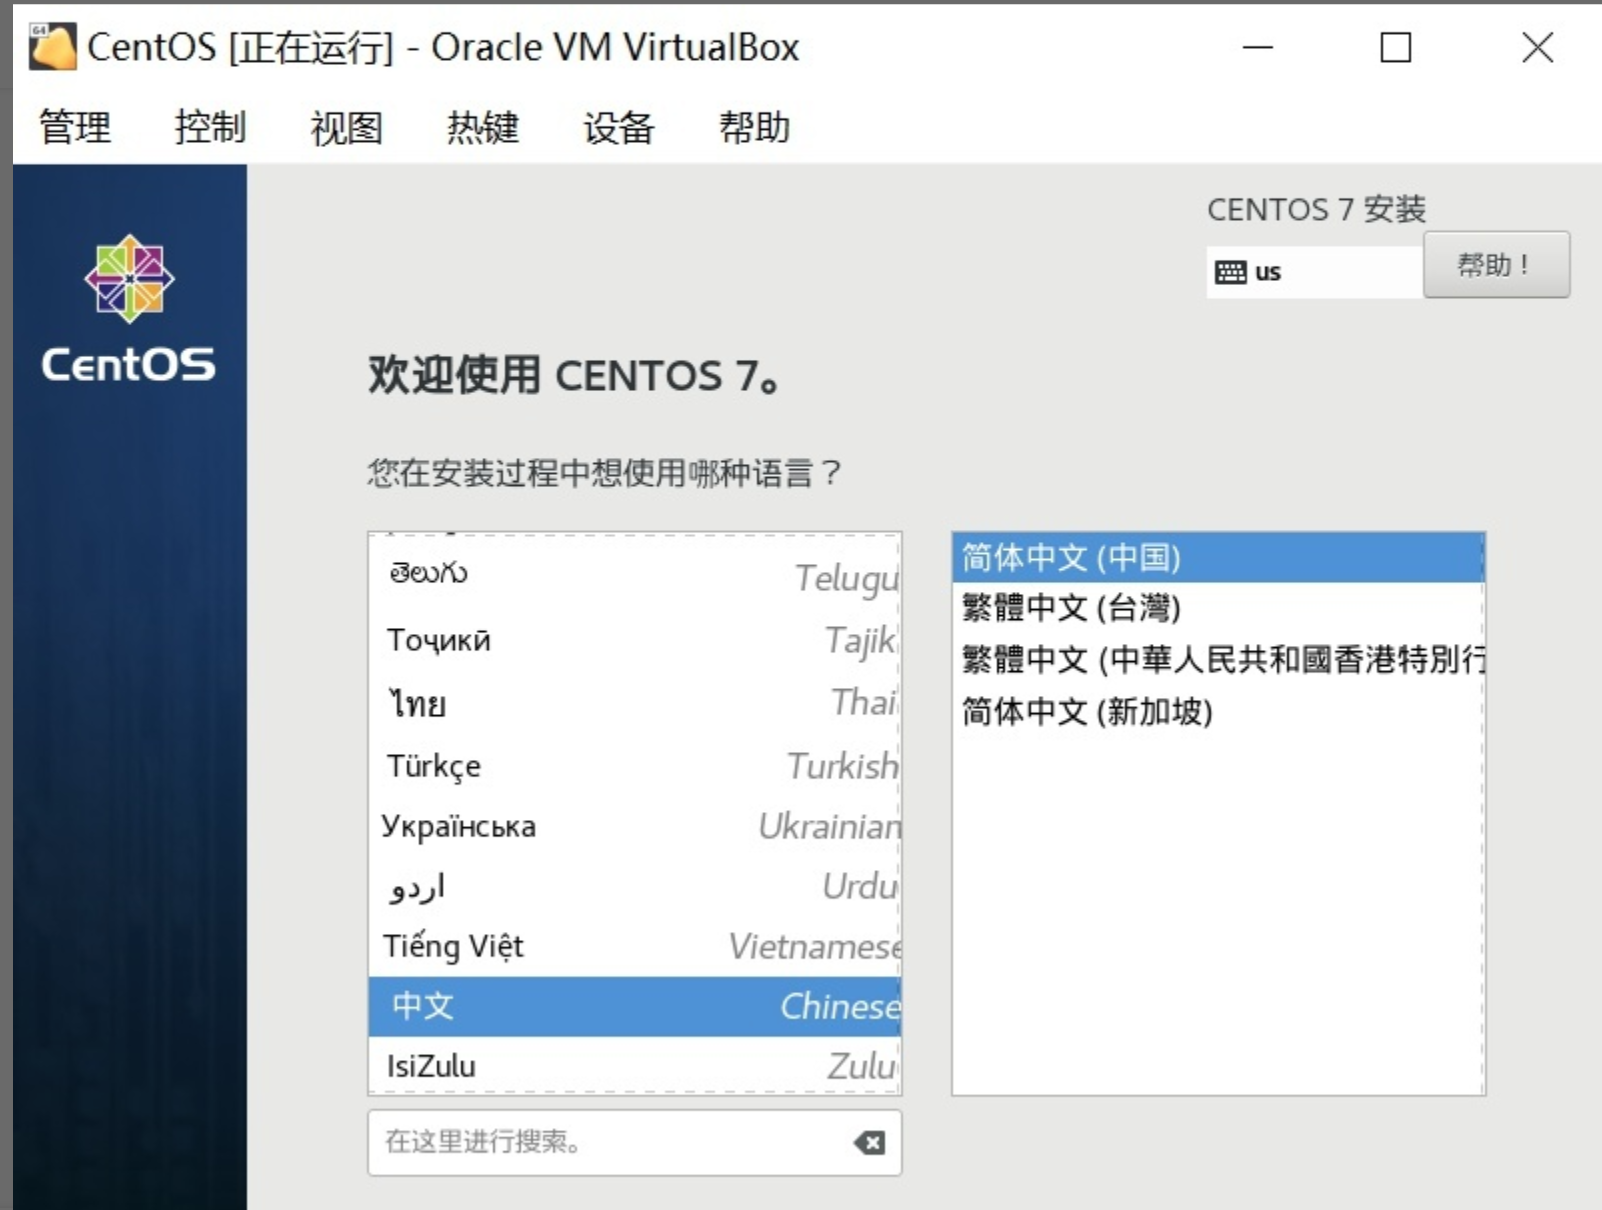 64
CentOS [正在运行] - Oracle VM VirtualBox
管理 控制 视图 热键 设备 帮助
CentOS
CENTOS 7 安装
us
帮助！
欢迎使用 CENTOS 7。
您在安装过程中想使用哪种语言？
తెలుగు Telugu
Тоҷикӣ Tajik
ไทย Thai
Türkçe Turkish
Українська Ukrainian
اردو Urdu
Tiếng Việt Vietnamese
中文 Chinese
IsiZulu Zulu
在这里进行搜索。
简体中文 (中国)
繁體中文 (台灣)
繁體中文 (中華人民共和國香港特別行
简体中文 (新加坡)